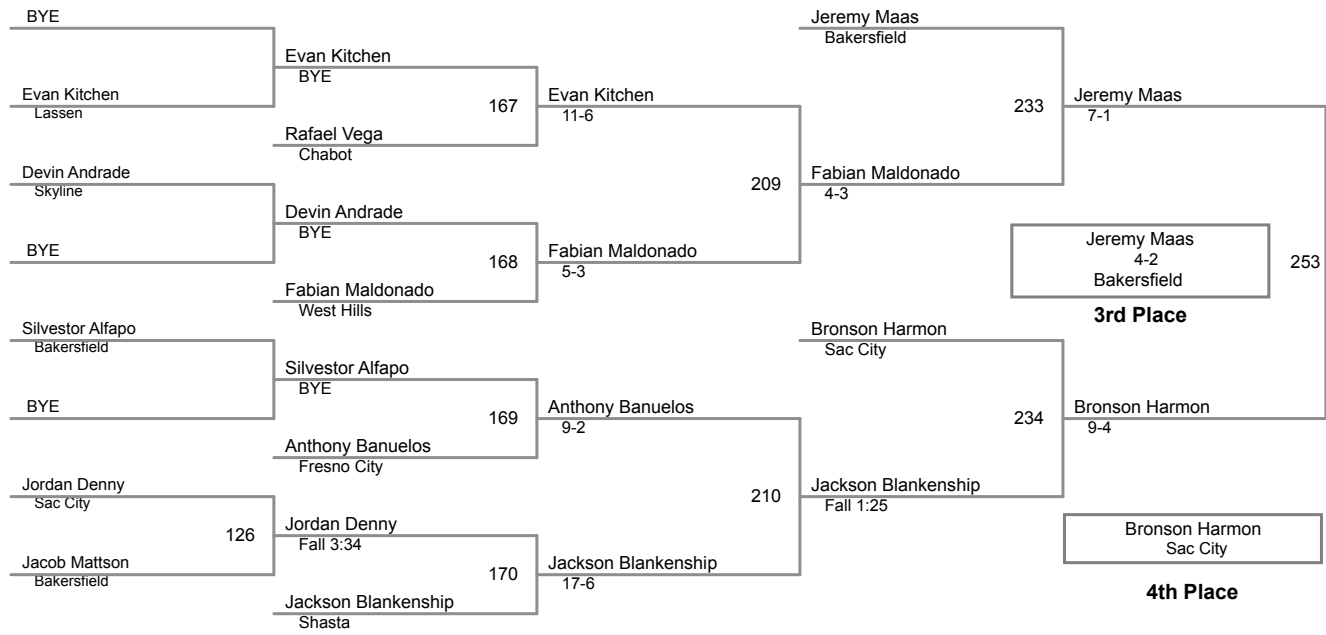 BYE
Evan Kitchen
Lassen
Devin Andrade
Skyline
BYE
Silvestor Alfapo
Bakersfield
BYE
Jordan Denny
Sac City
126
Jacob Mattson
Bakersfield
Evan Kitchen
BYE
167
Rafael Vega
Chabot
Devin Andrade
BYE
168
Fabian Maldonado
West Hills
Silvestor Alfapo
BYE
169
Anthony Banuelos
Fresno City
Jordan Denny
Fall 3:34
170
Jackson Blankenship
Shasta
Evan Kitchen
11-6
209
Fabian Maldonado
5-3
Anthony Banuelos
9-2
210
Jackson Blankenship
17-6
Jeremy Maas
Bakersfield
233
Fabian Maldonado
4-3
Bronson Harmon
Sac City
234
Jackson Blankenship
Fall 1:25
Jeremy Maas
7-1
Jeremy Maas
4-2
Bakersfield
253
3rd Place
Bronson Harmon
9-4
Bronson Harmon
Sac City
4th Place